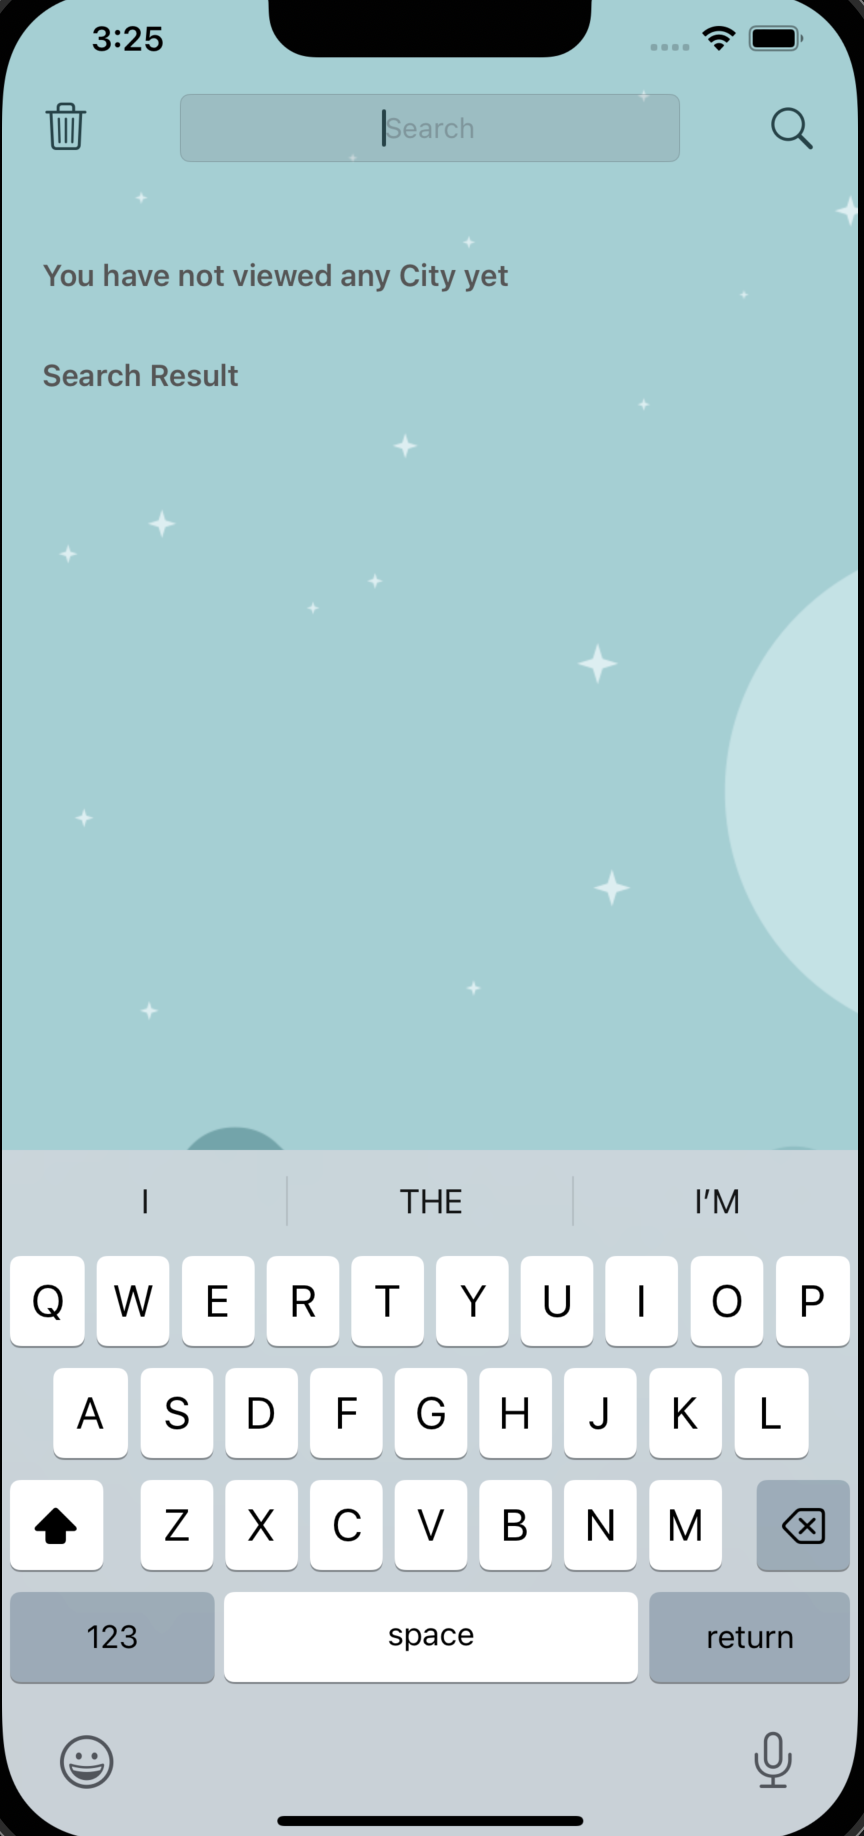 3:25
Search
You have not viewed any City yet
Search Result
I THE I'M
Q W E R T Y U I O P
A S D F G H J K L
Z X C V B N M
123 space return